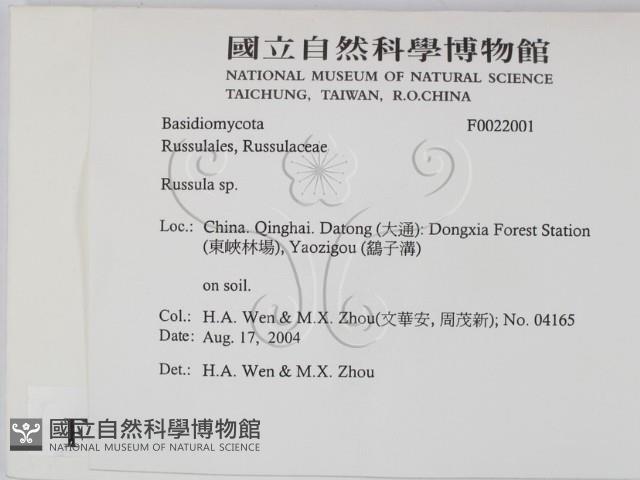 國立自然科學博物館
NATIONAL MUSEUM OF NATURAL SCIENCE
TAICHUNG, TAIWAN, R.O.CHINA
Basidiomycota F0022001
Russulales, Russulaceae
Russula sp.
Loc.: China. Qinghai. Datong (大通): Dongxia Forest Station
(東峽林場), Yaozigou (鷂子溝)
on soil.
Col.: H.A. Wen & M.X. Zhou(文華安, 周茂新); No. 04165
Date: Aug. 17, 2004
Det.: H.A. Wen & M.X. Zhou
F
國立自然科學博物館
NATIONAL MUSEUM OF NATURAL SCIENCE